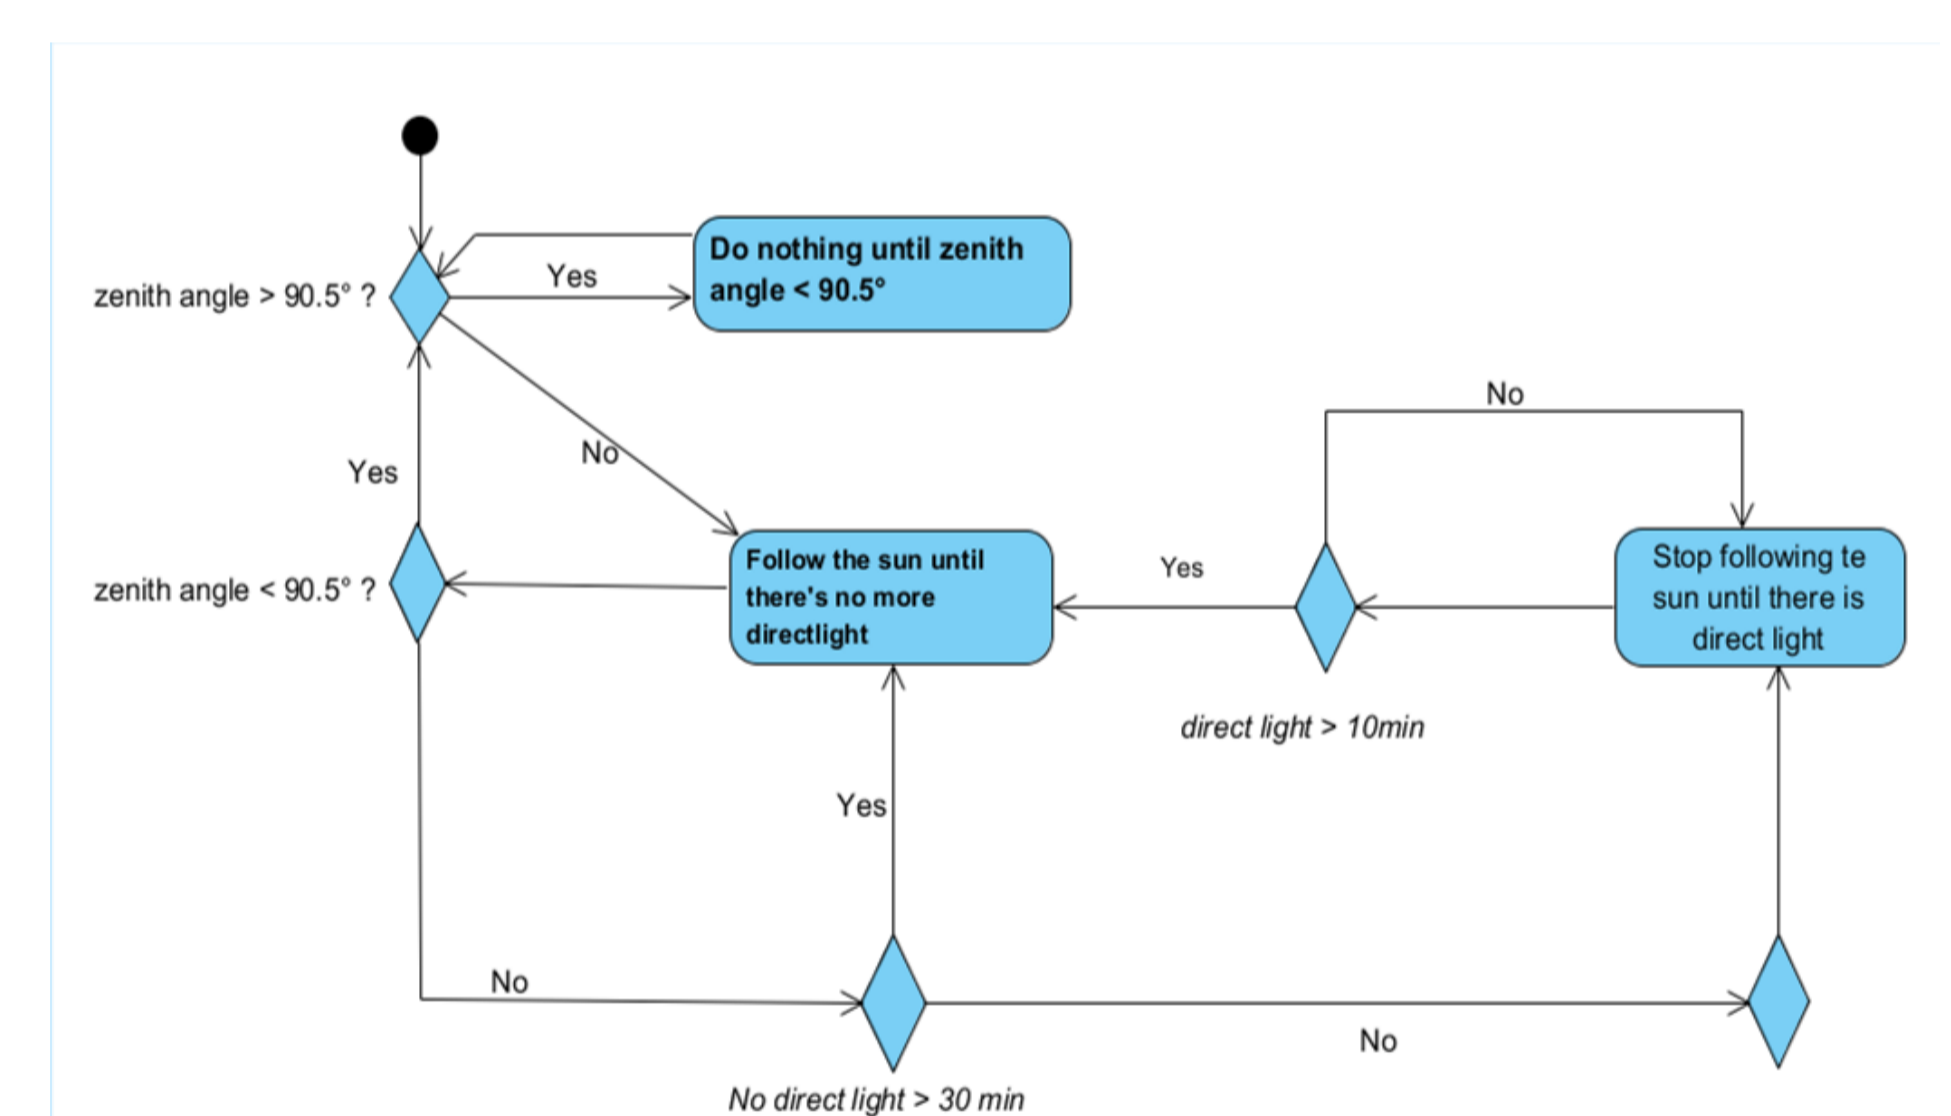 Do nothing until zenith
angle < 90.5°
Yes
zenith angle > 90.5° ?
No
No
Yes
Follow the sun until
there's no more
directlight
Yes
Stop following te
sun until there is
direct light
zenith angle < 90.5° ?
direct light > 10min
Yes
No
No
No direct light > 30 min